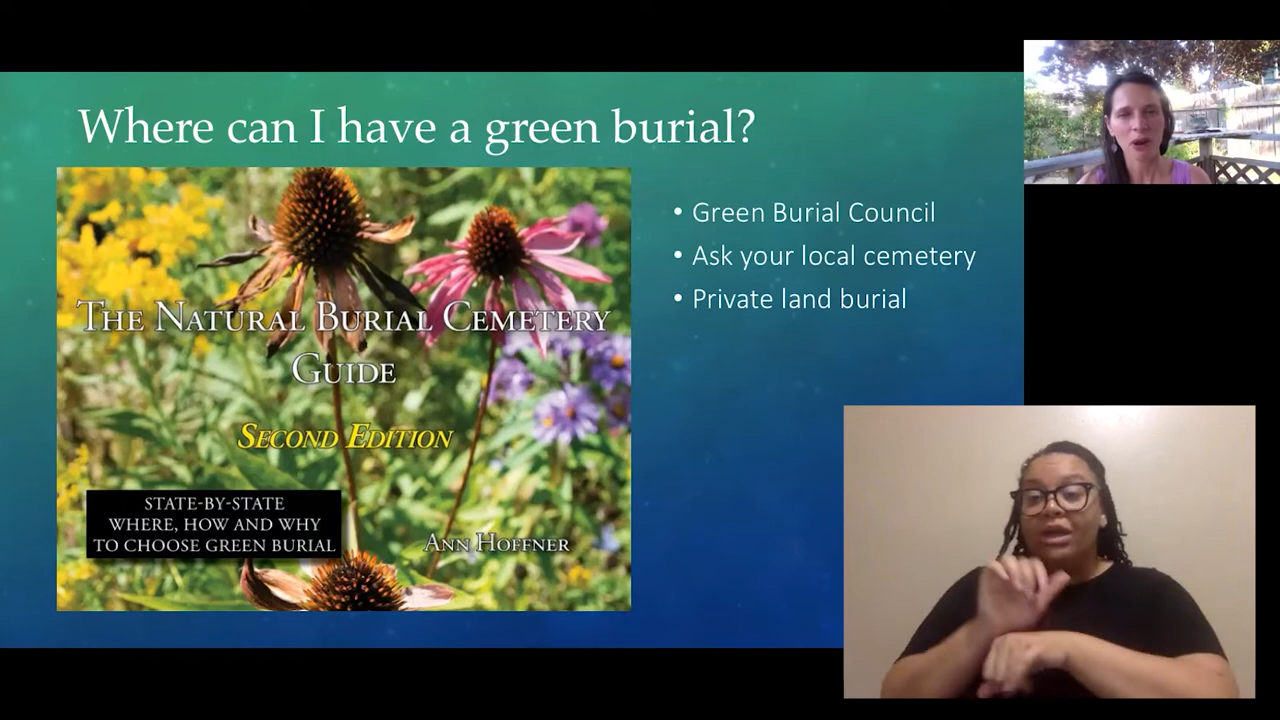 Where can I have a green burial?
THE NATURAL BURIAL CEMETERY
GUIDE
SECOND EDITION
STATE-BY-STATE
WHERE, HOW AND WHY
TO CHOOSE GREEN BURIAL
ANN HOFFNER
• Green Burial Council
• Ask your local cemetery
• Private land burial